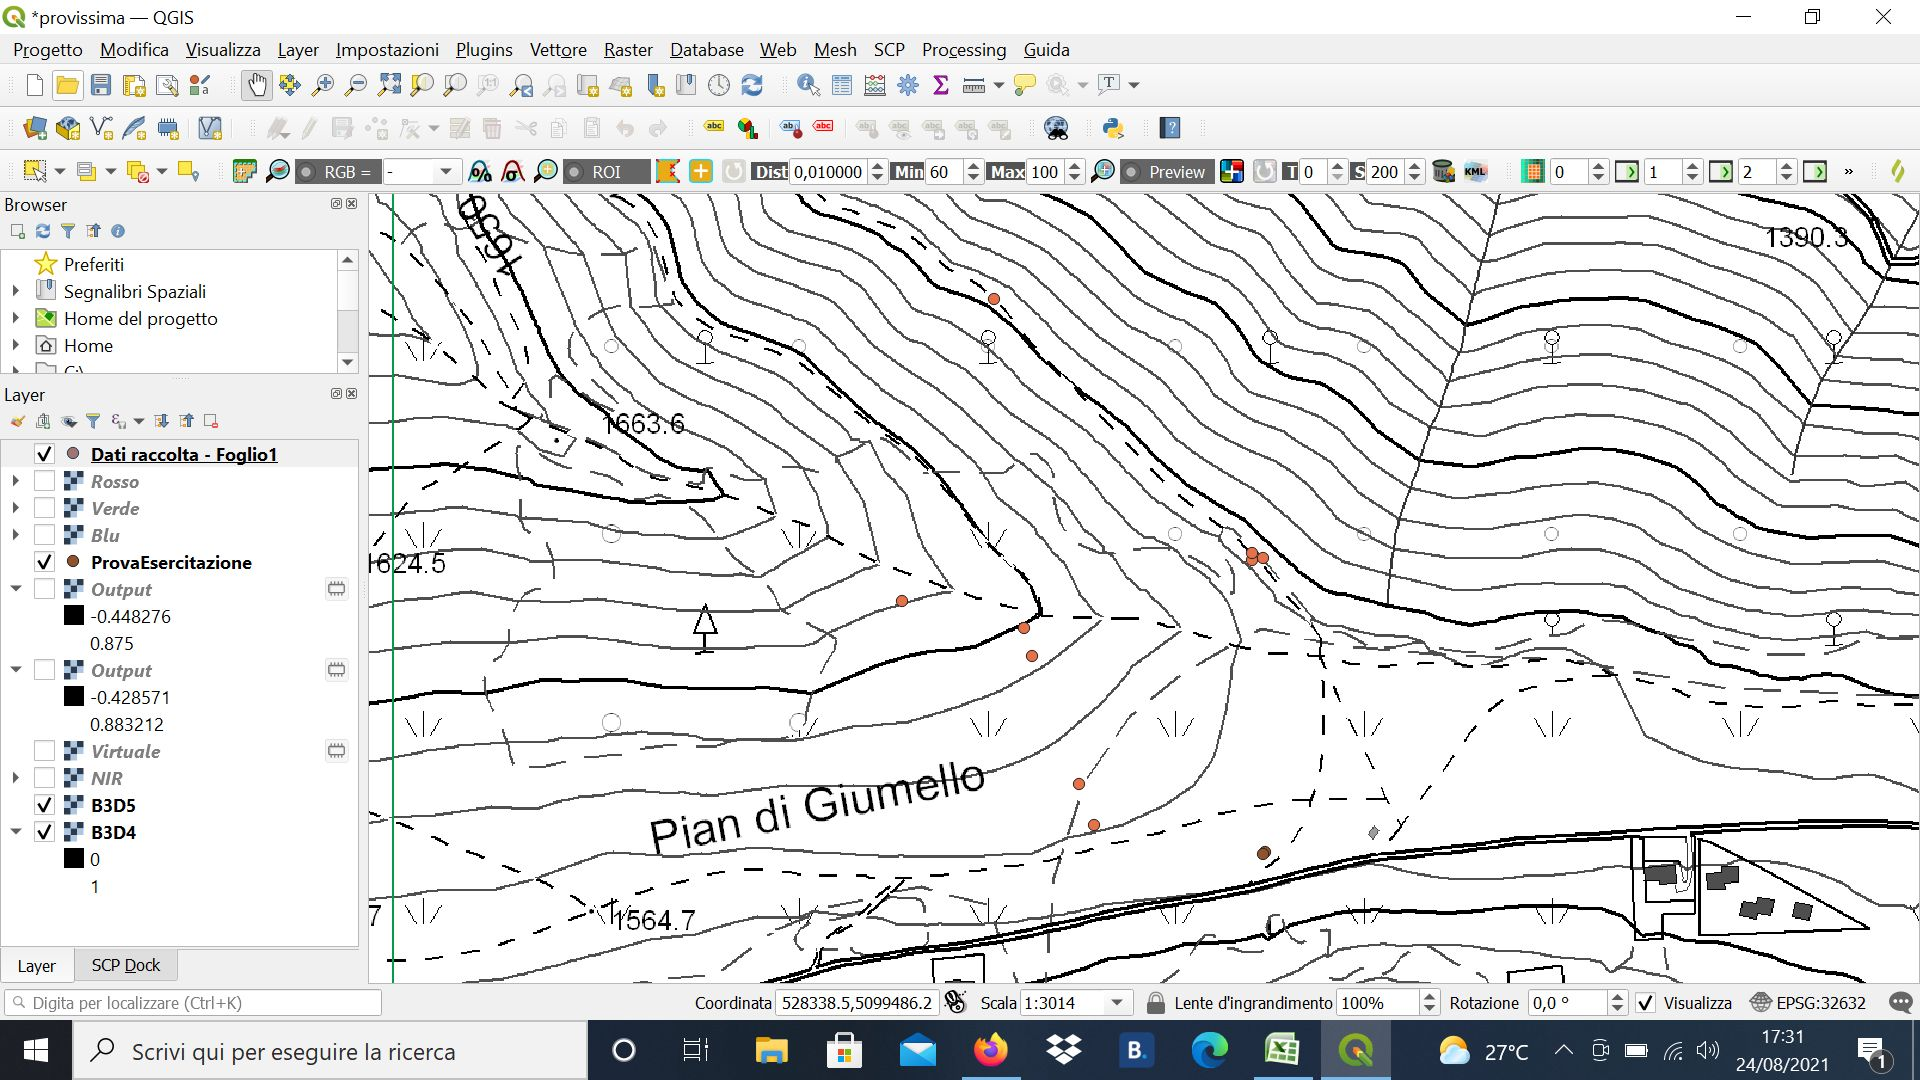 *provissima — QGIS
Progetto Modifica Visualizza Layer Impostazioni Plugins Vettore Raster Database Web Mesh SCP Processing Guida
RGB = - ROI Dist 0,010000 Min 60 Max 100 Preview T 0 S 200 KML 0 1 2 »
Browser
Preferiti
Segnalibri Spaziali
Home del progetto
Home
C:\
Layer
Dati raccolta - Foglio1
Rosso
Verde
Blu
ProvaEsercitazione
Output
-0.448276
0.875
Output
-0.428571
0.883212
Virtuale
NIR
B3D5
B3D4
0
1
Layer SCP Dock
1650
1390.3
1663.6
1624.5
Pian di Giumello
7
1564.7
Digita per localizzare (Ctrl+K) Coordinata 528338.5,5099486.2 Scala 1:3014 Lente d'ingrandimento 100% Rotazione 0,0 ° Visualizza EPSG:32632
Scrivi qui per eseguire la ricerca
B.
27°C
17:31
24/08/2021
1